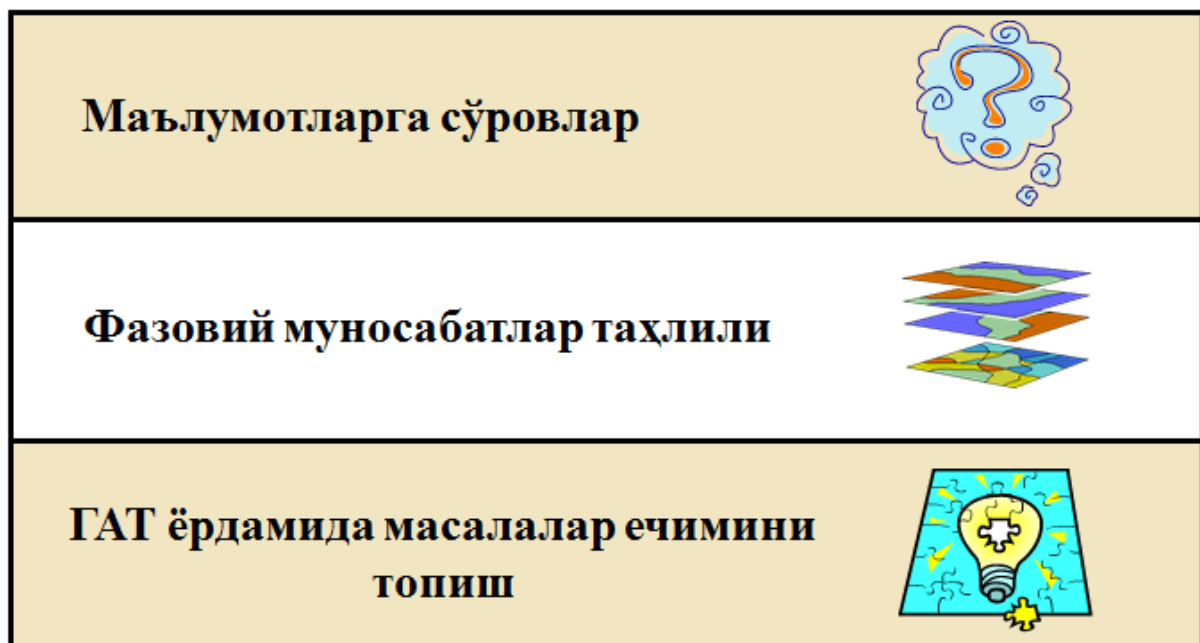 Маълумотларга сўровлар
Фазовий муносабатлар таҳлили
ГАТ ёрдамида масалалар ечимини
топиш